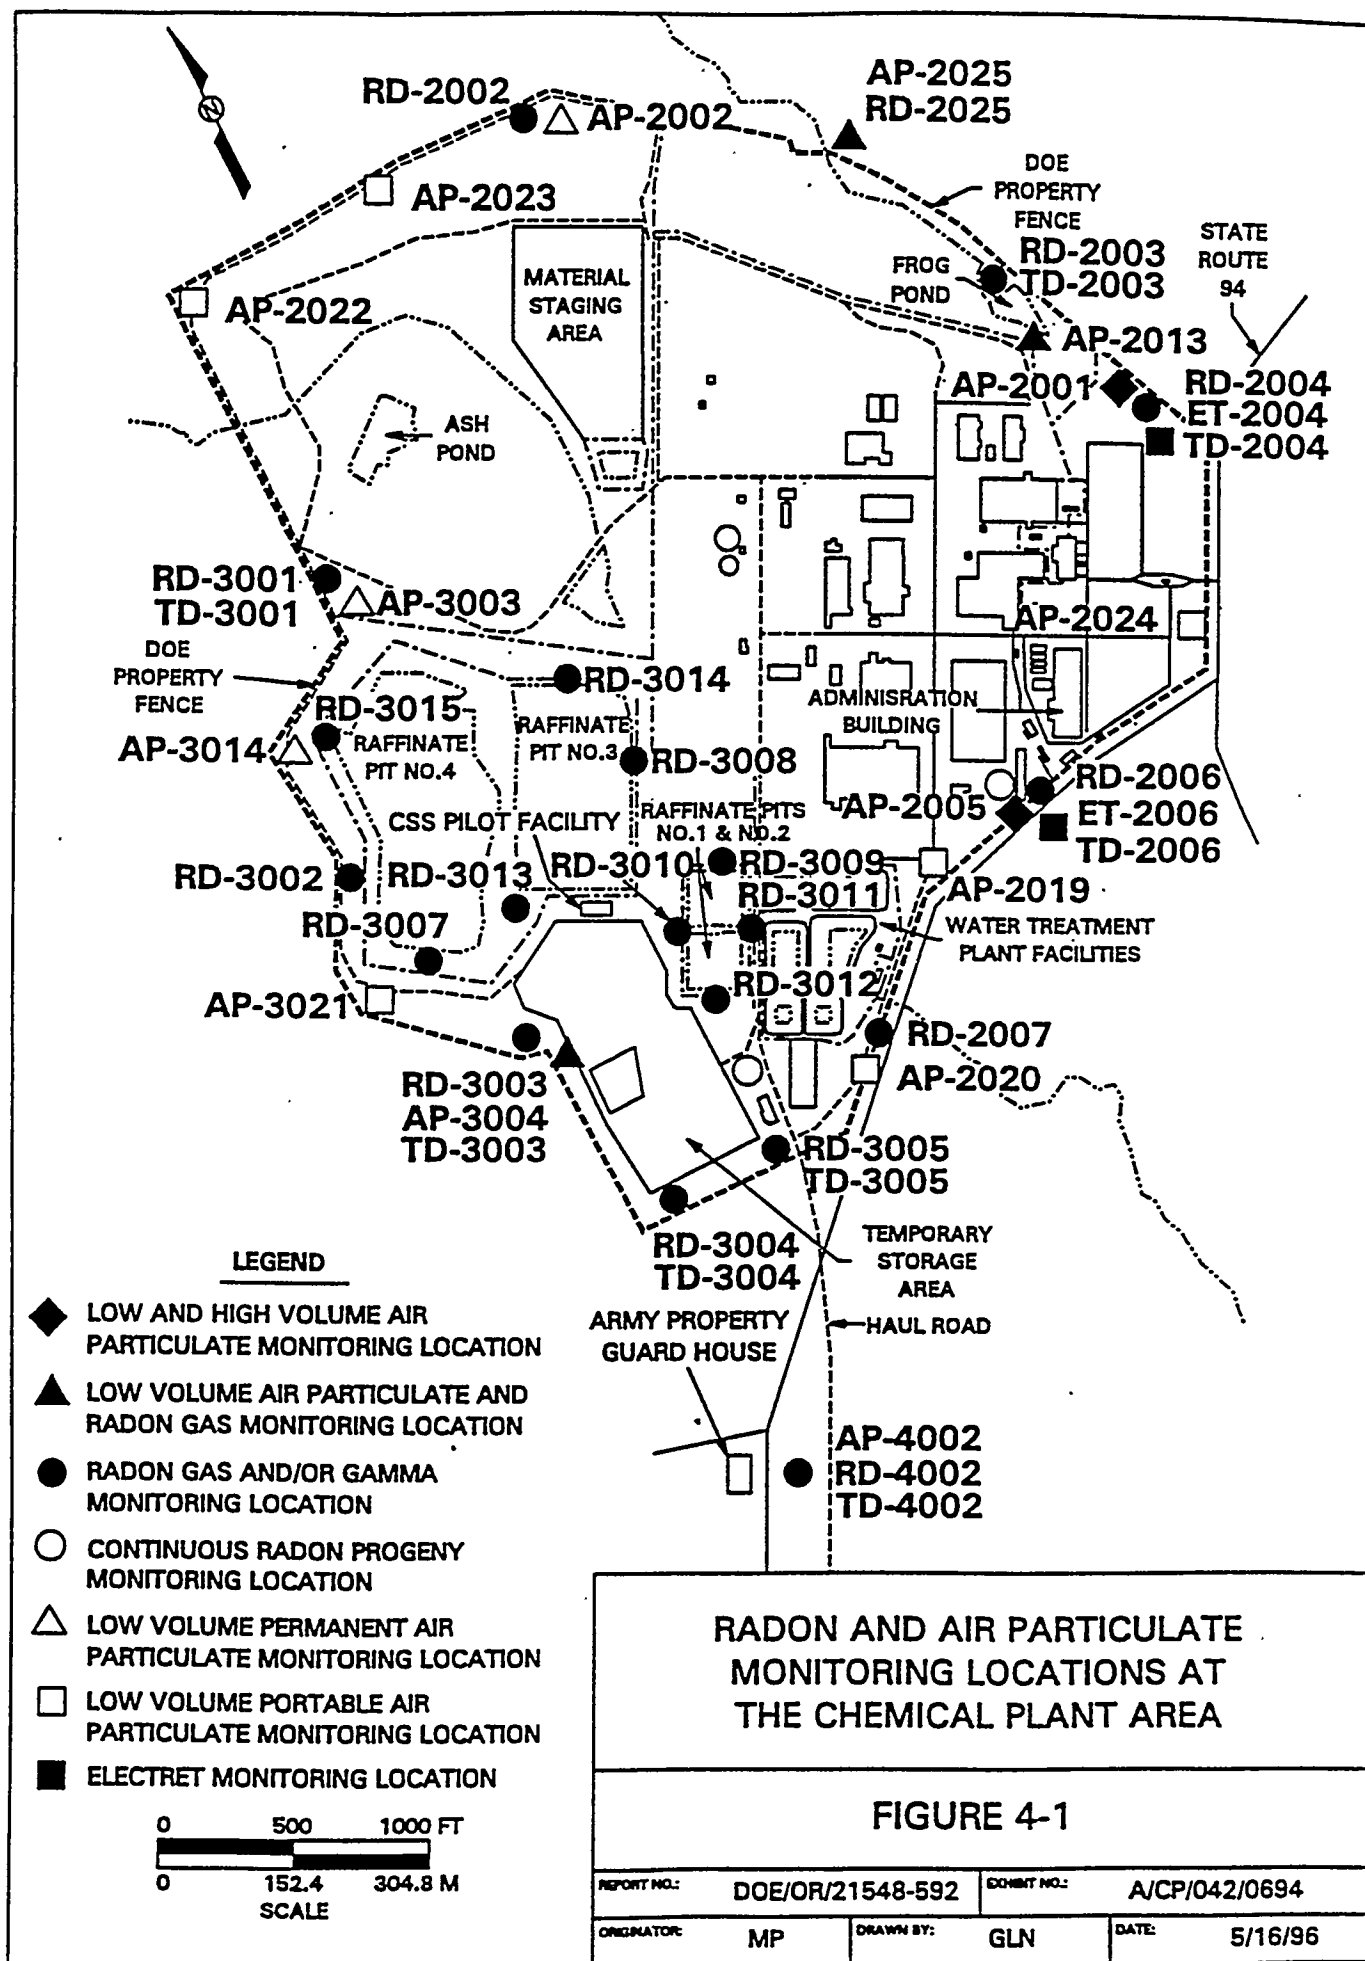 N
RD-2002
AP-2002
AP-2025
RD-2025
AP-2023
DOE
PROPERTY
FENCE
AP-2022
MATERIAL
STAGING
AREA
FROG
POND
RD-2003
TD-2003
STATE
ROUTE
94
AP-2013
AP-2001
RD-2004
ET-2004
TD-2004
ASH
POND
RD-3001
TD-3001
AP-3003
AP-2024
DOE
PROPERTY
FENCE
RD-3014
RD-3015
RAFFINATE
PIT NO.4
RAFFINATE
PIT NO.3
ADMINISRATION
BUILDING
AP-3014
RD-3008
RD-2006
ET-2006
TD-2006
AP-2005
CSS PILOT FACILITY
RAFFINATE PITS
NO.1 & NO.2
RD-3002
RD-3013
RD-3010
RD-3009
RD-3011
AP-2019
RD-3007
WATER TREATMENT
PLANT FACILITIES
RD-3012
AP-3021
RD-2007
AP-2020
RD-3003
AP-3004
TD-3003
RD-3005
TD-3005
RD-3004
TD-3004
TEMPORARY
STORAGE
AREA
HAUL ROAD
ARMY PROPERTY
GUARD HOUSE
AP-4002
RD-4002
TD-4002
LEGEND
LOW AND HIGH VOLUME AIR
PARTICULATE MONITORING LOCATION
LOW VOLUME AIR PARTICULATE AND
RADON GAS MONITORING LOCATION
RADON GAS AND/OR GAMMA
MONITORING LOCATION
CONTINUOUS RADON PROGENY
MONITORING LOCATION
LOW VOLUME PERMANENT AIR
PARTICULATE MONITORING LOCATION
LOW VOLUME PORTABLE AIR
PARTICULATE MONITORING LOCATION
ELECTRET MONITORING LOCATION
0 500 1000 FT
0 152.4 304.8 M
SCALE
RADON AND AIR PARTICULATE
MONITORING LOCATIONS AT
THE CHEMICAL PLANT AREA
FIGURE 4-1
REPORT NO.: DOE/OR/21548-592 EXHIBIT NO.: A/CP/042/0694
ORIGINATOR: MP DRAWN BY: GLN DATE: 5/16/96